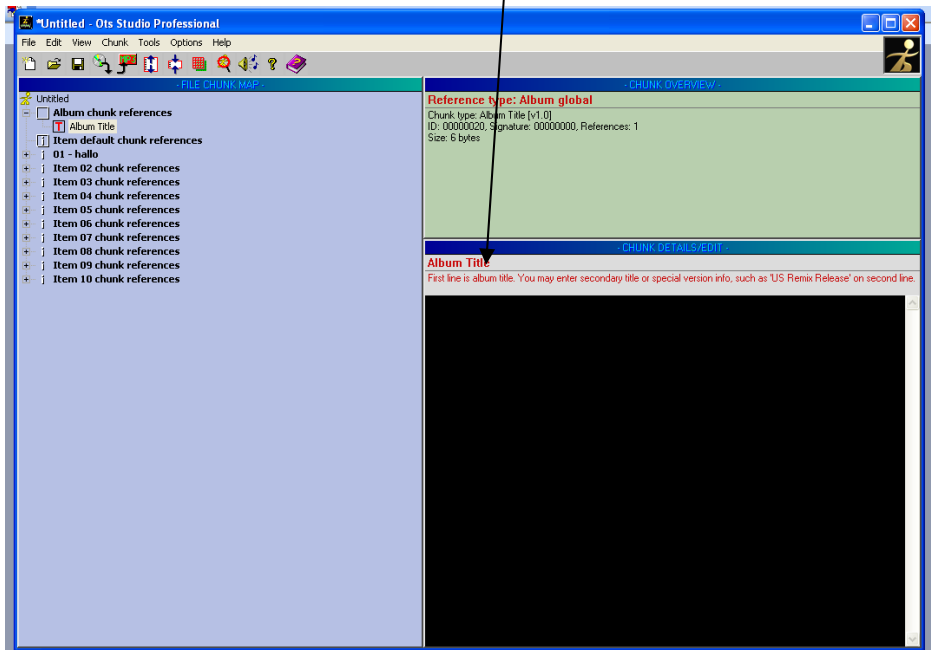 *Untitled - Ots Studio Professional
File Edit View Chunk Tools Options Help
- FILE CHUNK MAP -
Untitled
Album chunk references
T Album Title
Item default chunk references
01 - hallo
Item 02 chunk references
Item 03 chunk references
Item 04 chunk references
Item 05 chunk references
Item 06 chunk references
Item 07 chunk references
Item 08 chunk references
Item 09 chunk references
Item 10 chunk references
- CHUNK OVERVIEW -
Reference type: Album global
Chunk type: Album Title [v1.0]
ID: 00000020, Signature: 00000000, References: 1
Size: 6 bytes
- CHUNK DETAILS/EDIT -
Album Title
First line is album title. You may enter secondary title or special version info, such as 'US Remix Release' on second line.